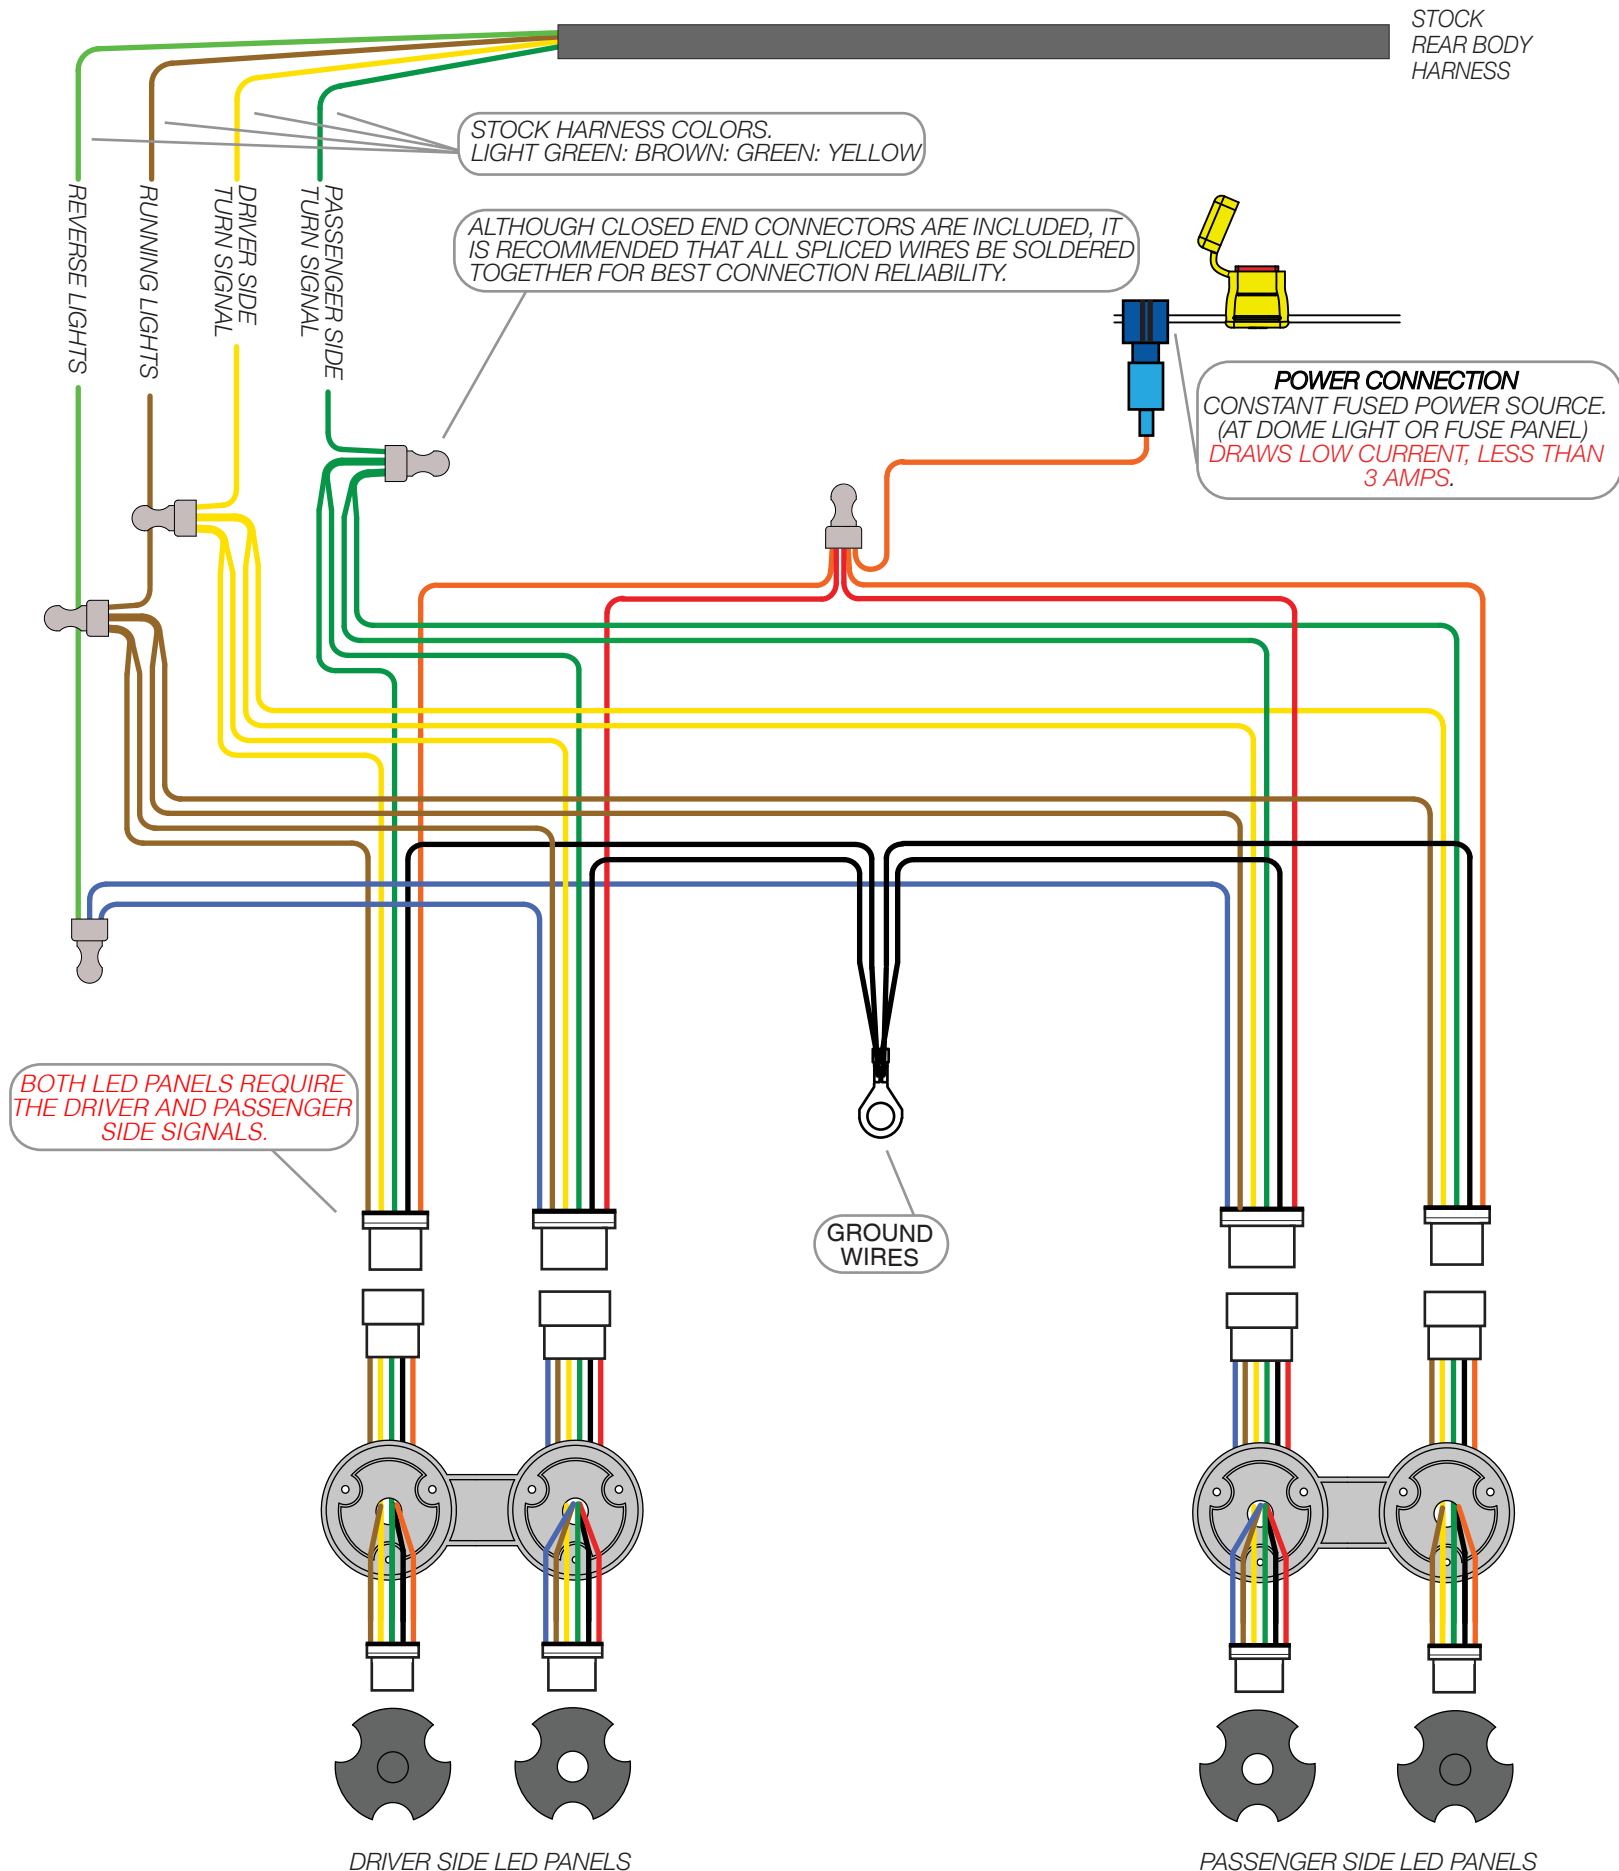 STOCK
REAR BODY
HARNESS
STOCK HARNESS COLORS.
LIGHT GREEN: BROWN: GREEN: YELLOW
REVERSE LIGHTS
RUNNING LIGHTS
DRIVER SIDE
TURN SIGNAL
PASSENGER SIDE
TURN SIGNAL
ALTHOUGH CLOSED END CONNECTORS ARE INCLUDED, IT
IS RECOMMENDED THAT ALL SPLICED WIRES BE SOLDERED
TOGETHER FOR BEST CONNECTION RELIABILITY.
POWER CONNECTION
CONSTANT FUSED POWER SOURCE.
(AT DOME LIGHT OR FUSE PANEL)
DRAWS LOW CURRENT, LESS THAN
3 AMPS.
BOTH LED PANELS REQUIRE
THE DRIVER AND PASSENGER
SIDE SIGNALS.
GROUND
WIRES
DRIVER SIDE LED PANELS
PASSENGER SIDE LED PANELS